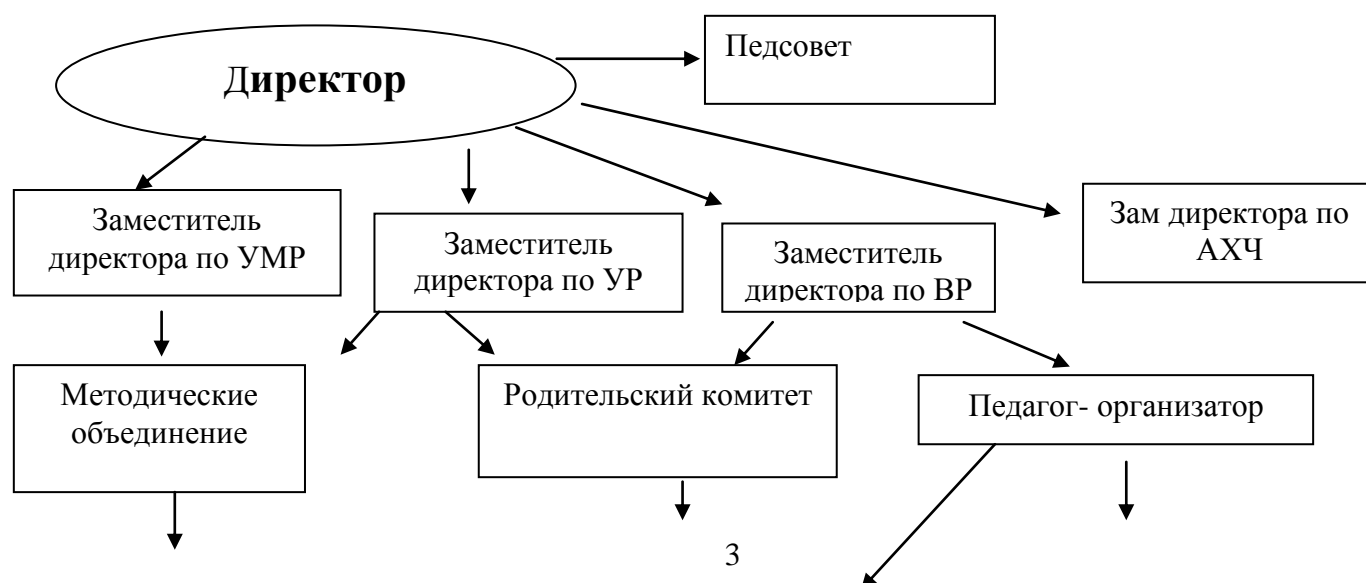 Директор
Педсовет
Заместитель
директора по УМР
Заместитель
директора по УР
Заместитель
директора по ВР
Зам директора по
АХЧ
Методические
объединение
Родительский комитет
Педагог- организатор
3